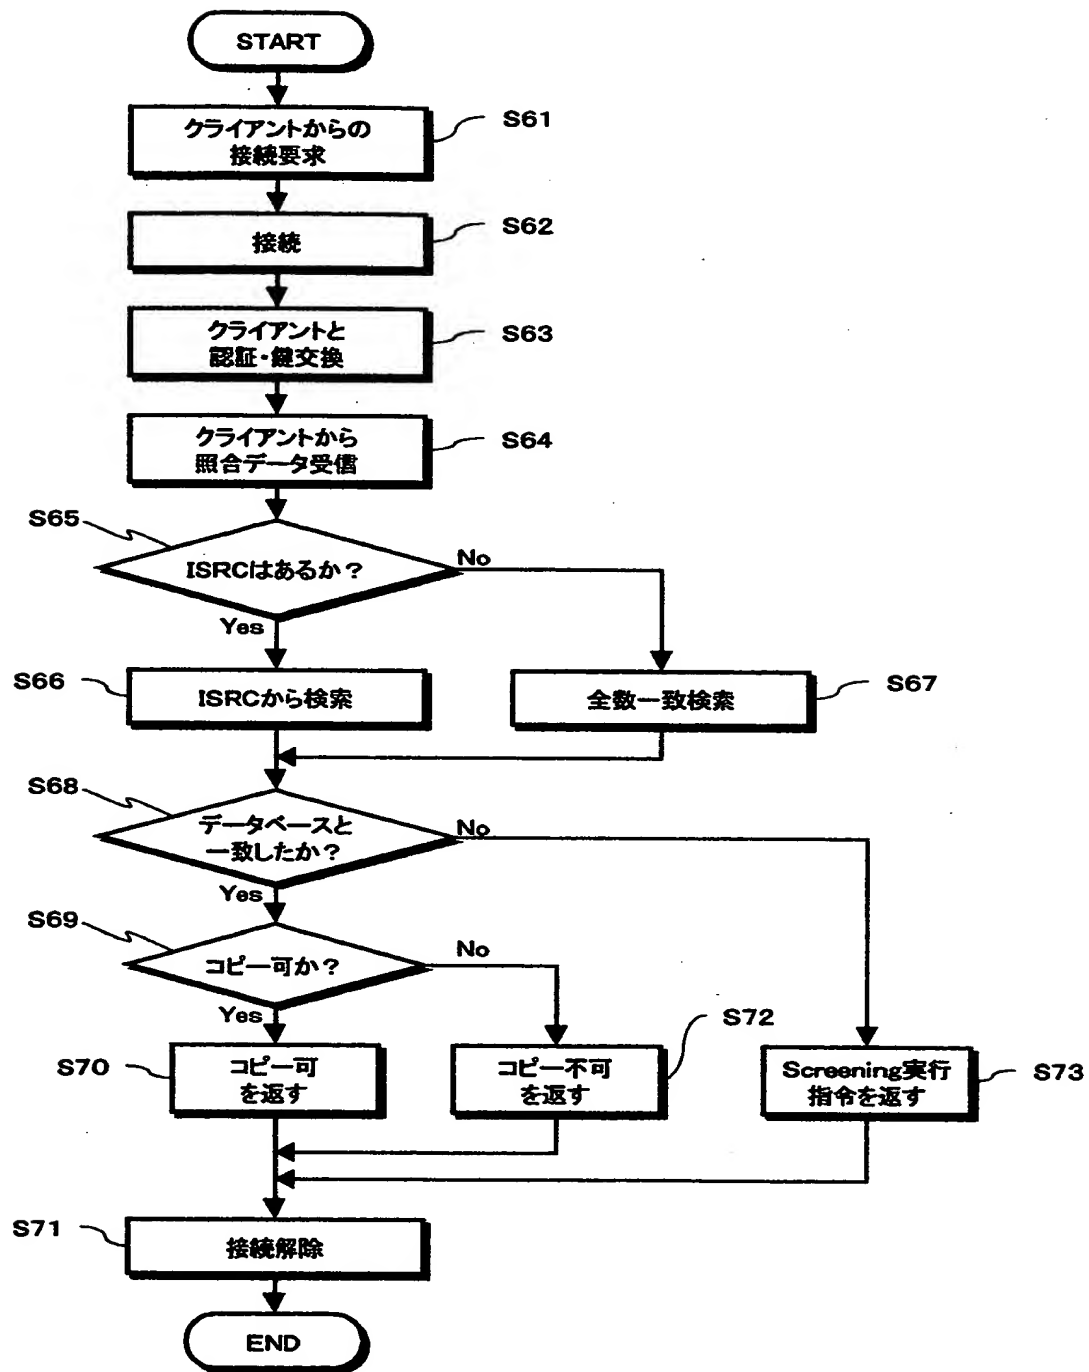 START
クライアントからの
接続要求
S61
接続
S62
クライアントと
認証・鍵交換
S63
クライアントから
照合データ受信
S64
S65
ISRCはあるか？
No
Yes
S66
ISRCから検索
全数一致検索
S67
S68
データベースと
一致したか？
No
Yes
S69
コピー可か？
No
Yes
S70
コピー可
を返す
コピー不可
を返す
S72
Screening実行
指令を返す
S73
S71
接続解除
END